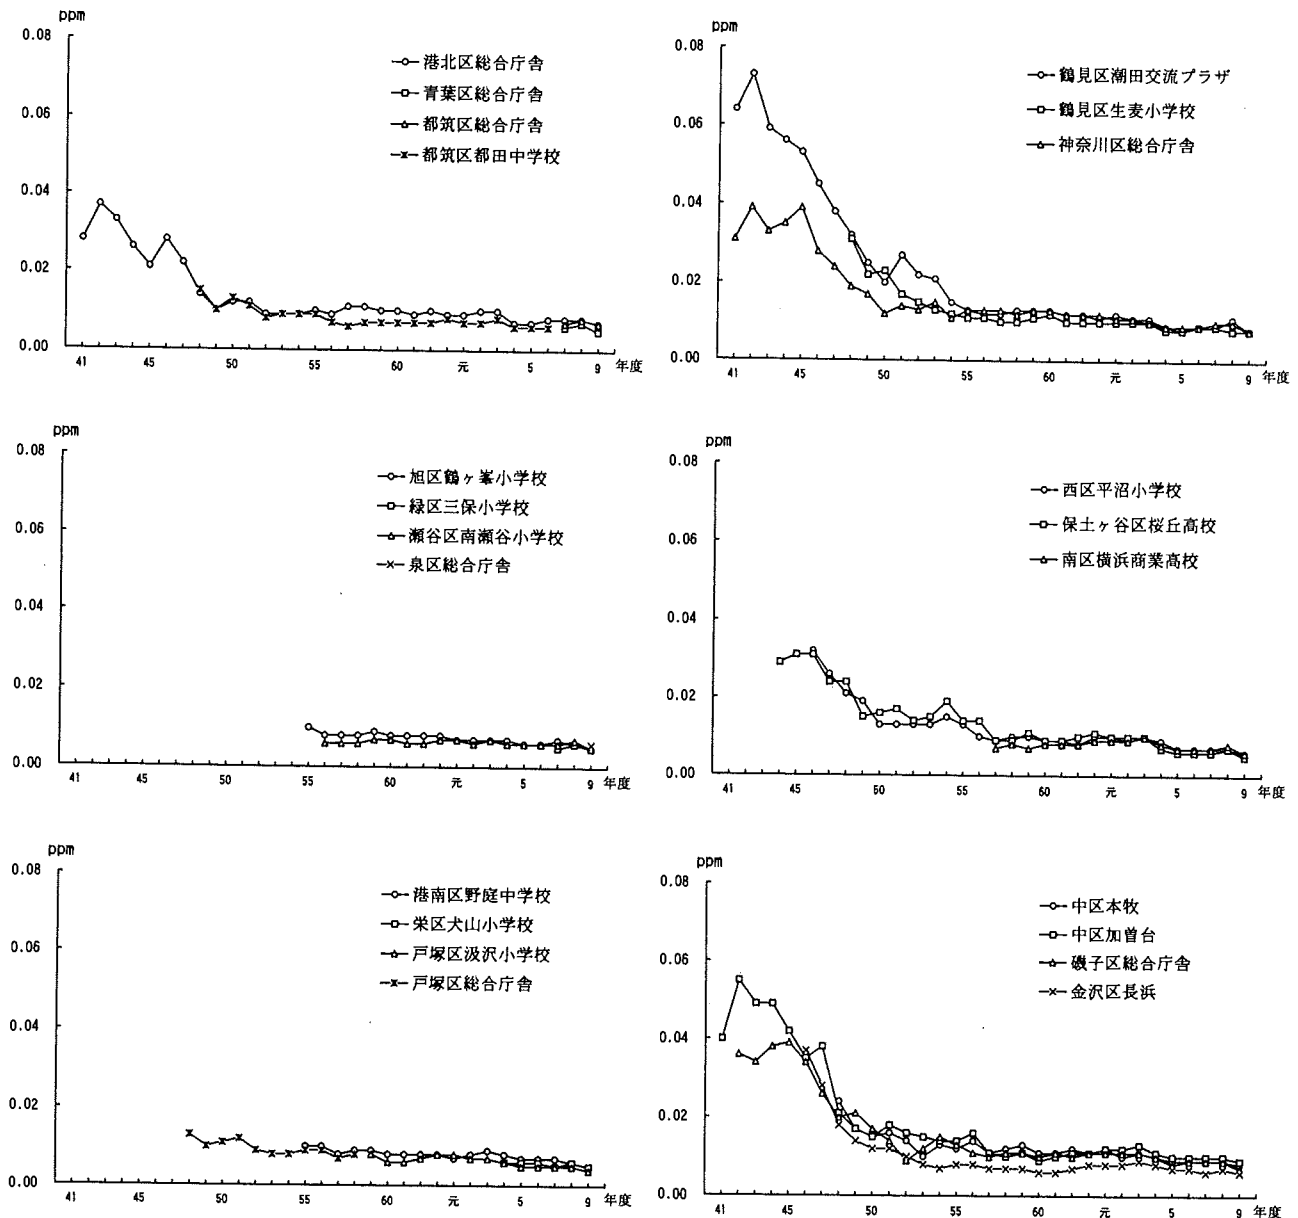 ppm
0.08
0.06
0.04
0.02
0.00
港北区総合庁舎
青葉区総合庁舎
都筑区総合庁舎
都筑区都田中学校
41 45 50 55 60 元 5 9 年度
ppm
0.08
0.06
0.04
0.02
0.00
鶴見区潮田交流プラザ
鶴見区生麦小学校
神奈川区総合庁舎
41 45 50 55 60 元 5 9 年度
ppm
0.08
0.06
0.04
0.02
0.00
旭区鶴ヶ峯小学校
緑区三保小学校
瀬谷区南瀬谷小学校
泉区総合庁舎
41 45 50 55 60 元 5 9 年度
ppm
0.08
0.06
0.04
0.02
0.00
西区平沼小学校
保土ヶ谷区桜丘高校
南区横浜商業高校
41 45 50 55 60 元 5 9 年度
ppm
0.08
0.06
0.04
0.02
0.00
港南区野庭中学校
栄区犬山小学校
戸塚区汲沢小学校
戸塚区総合庁舎
41 45 50 55 60 元 5 9 年度
ppm
0.08
0.06
0.04
0.02
0.00
中区本牧
中区加曽台
磯子区総合庁舎
金沢区長浜
41 45 50 55 60 元 5 9 年度